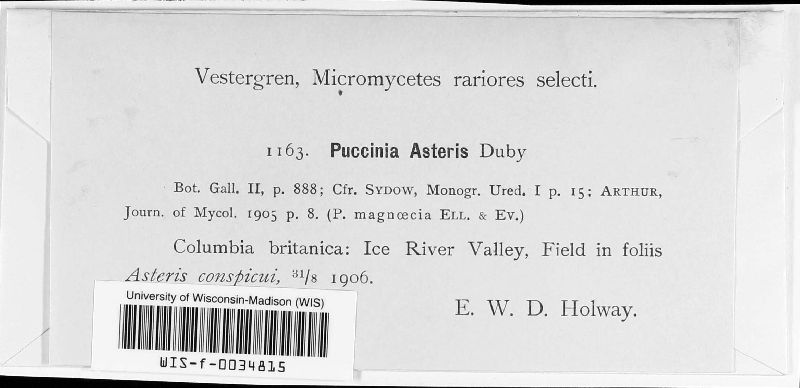 Vestergren, Micromycetes rariores selecti.
1163. Puccinia Asteris Duby
Bot. Gall. II, p. 888; Cfr. SYDOW, Monogr. Ured. I p. 15; ARTHUR,
Journ. of Mycol. 1905 p. 8. (P. magnœcia ELL. & EV.)
Columbia britanica: Ice River Valley, Field in foliis
Asteris conspicui, 31/8 1906.
E. W. D. Holway.
University of Wisconsin-Madison (WIS)
WIS-f-0034815